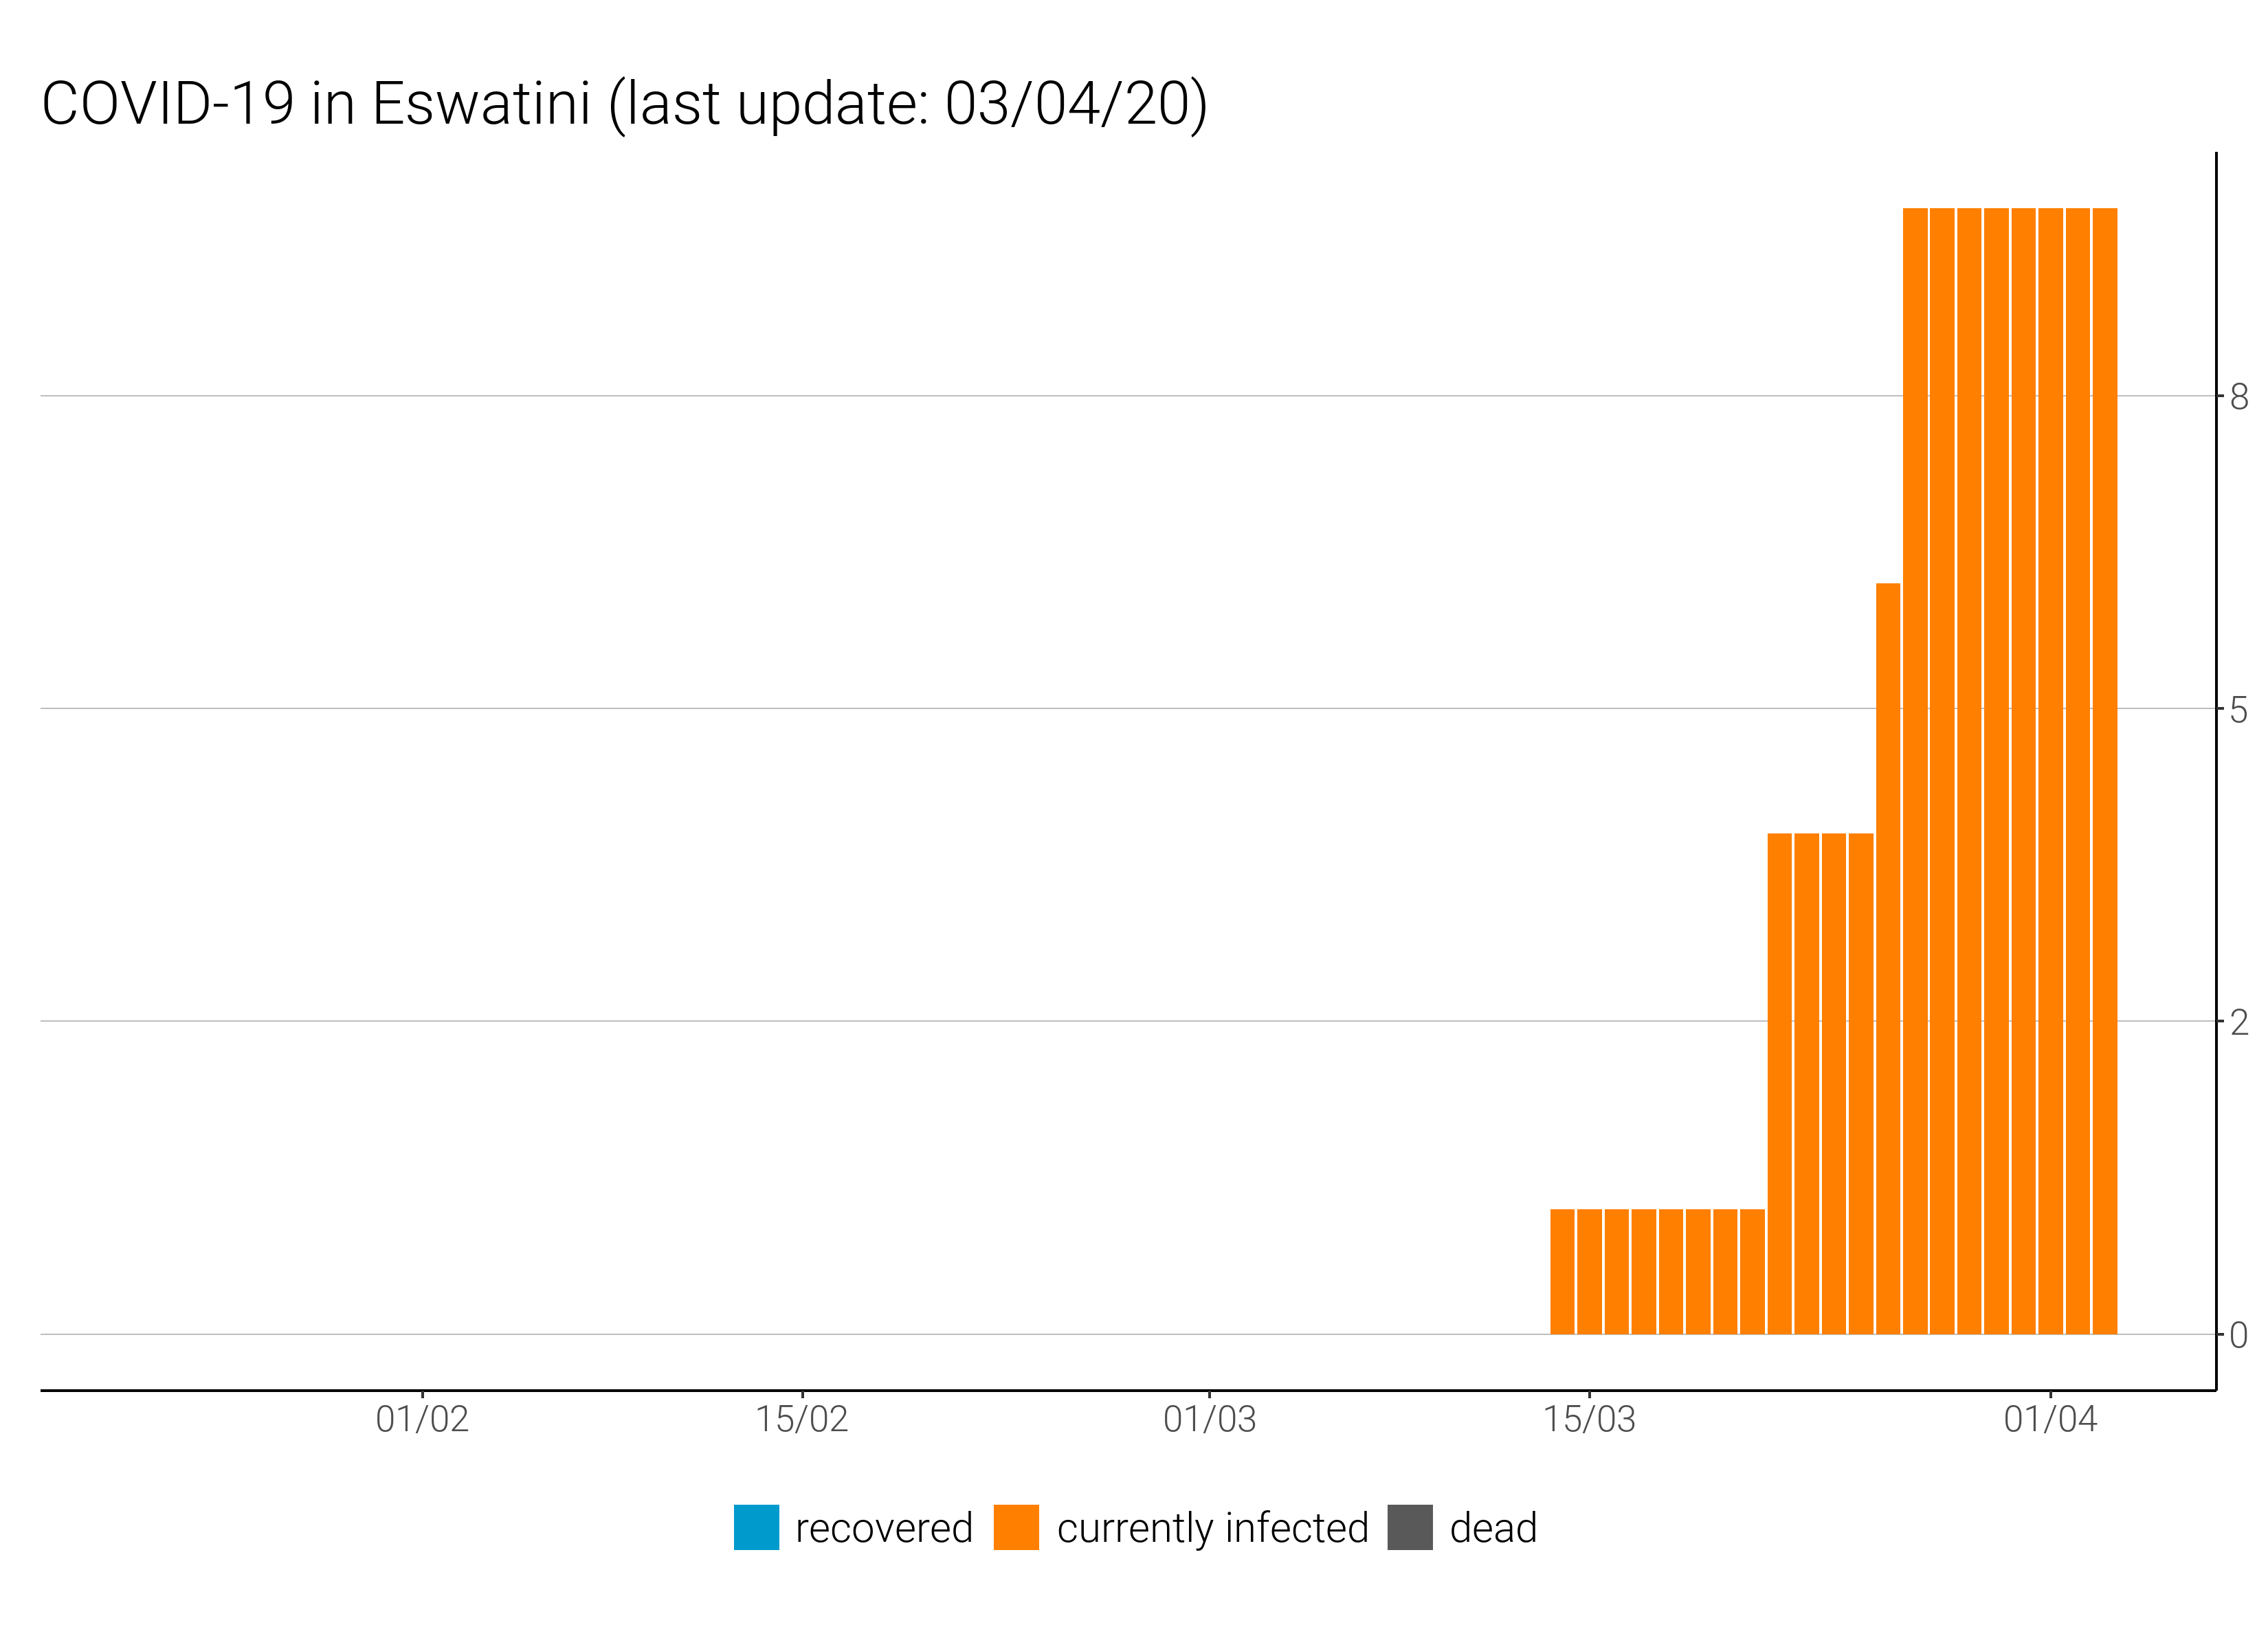 COVID-19 in Eswatini (last update: 03/04/20)
8
5
2
0
01/02 15/02 01/03 15/03 01/04
recovered currently infected dead